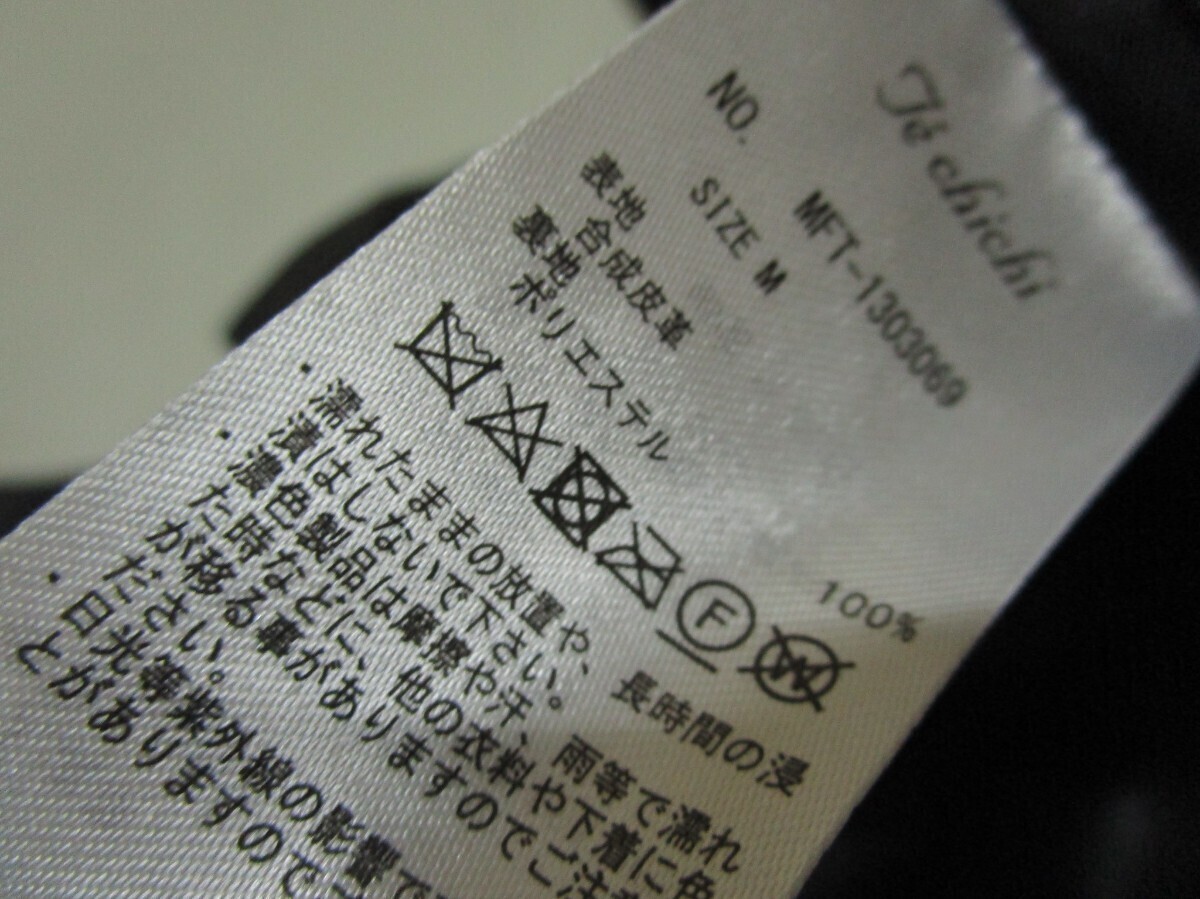 Té chichi
NO. MFT-1303069
SIZE M
表地
合成皮革
裏地
ポリエステル 100%
F W
・濡れたままの放置や、長時間の浸
漬はしないで下さい。
・濃色製品は摩擦や汗、雨等で濡れ
た時などに、他の衣料や下着に色
が移る事がありますのでご注意
ださい。
・日光等紫外線の影響で
とがありますので